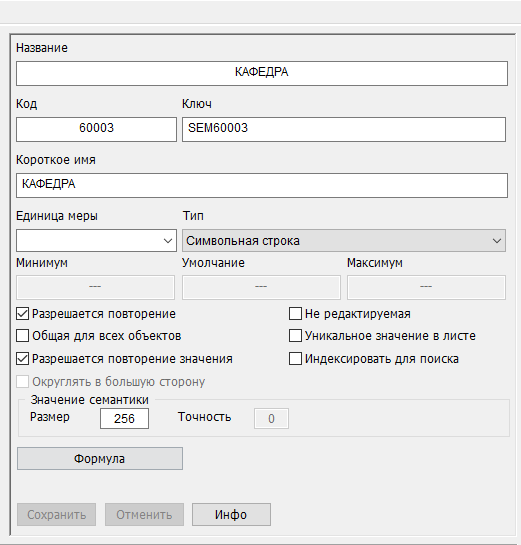 Название
КАФЕДРА
Код Ключ
60003 SEM60003
Короткое имя
КАФЕДРА
Единица меры Тип
Символьная строка
Минимум Умолчание Максимум
--- --- ---
Разрешается повторение Не редактируемая
Общая для всех объектов Уникальное значение в листе
Разрешается повторение значения Индексировать для поиска
Округлять в большую сторону
Значение семантики
Размер 256 Точность 0
Формула
Сохранить Отменить Инфо